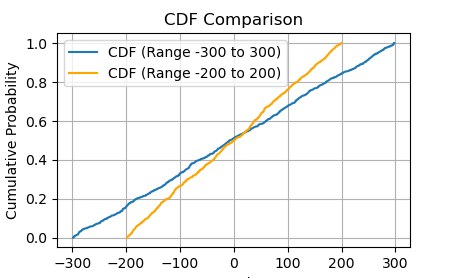 CDF Comparison
CDF (Range -300 to 300)
CDF (Range -200 to 200)
Cumulative Probability
1.0
0.8
0.6
0.4
0.2
0.0
−300 −200 −100 0 100 200 300